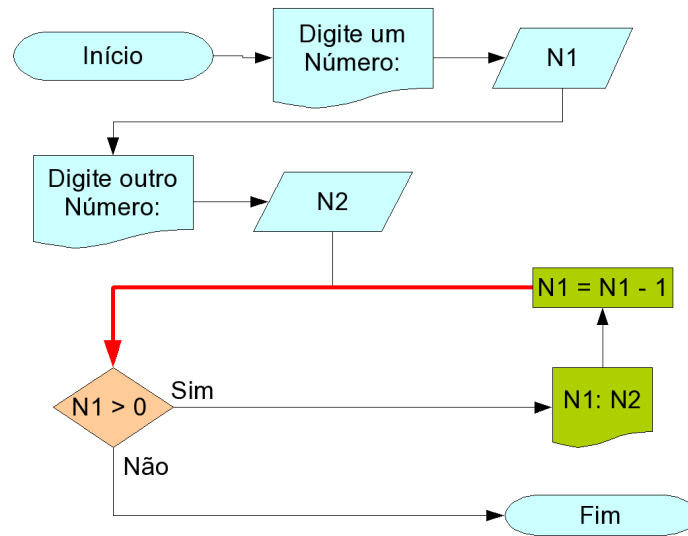 Início
Digite um
Número:
N1
Digite outro
Número:
N2
N1 = N1 - 1
N1 > 0
Sim
N1: N2
Não
Fim